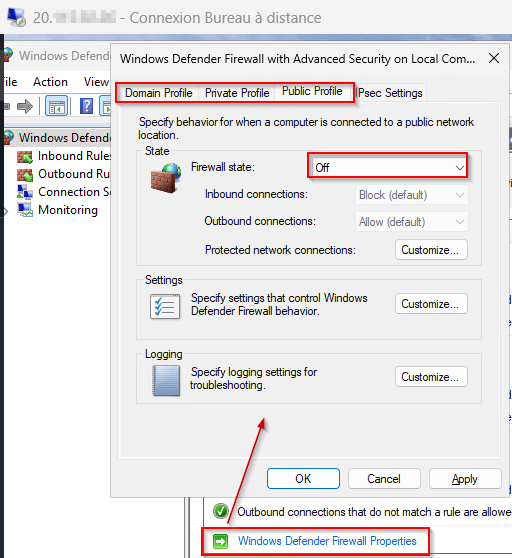 20. - Connexion Bureau à distance
Windows Defende
Windows Defender Firewall with Advanced Security on Local Com...
File Action
Domain Profile Private Profile Public Profile IPsec Settings
Specify behavior for when a computer is connected to a public network
location.
Windows Defende
Inbound Rules
Outbound Ru
Connection S
Monitoring
State
Firewall state: Off
Inbound connections: Block (default)
Outbound connections: Allow (default)
Protected network connections: Customize...
Settings
Specify settings that control Windows
Defender Firewall behavior.
Customize...
Logging
Specify logging settings for
troubleshooting.
Customize...
OK Cancel Apply
Outbound connections that do not match a rule are allowe
Windows Defender Firewall Properties